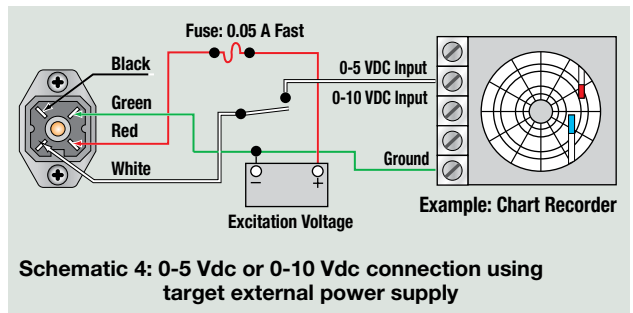 Fuse: 0.05 A Fast
Black
0-5 VDC Input
Green
0-10 VDC Input
Red
White
Ground
− +
Excitation Voltage
Example: Chart Recorder
Schematic 4: 0-5 Vdc or 0-10 Vdc connection using
target external power supply